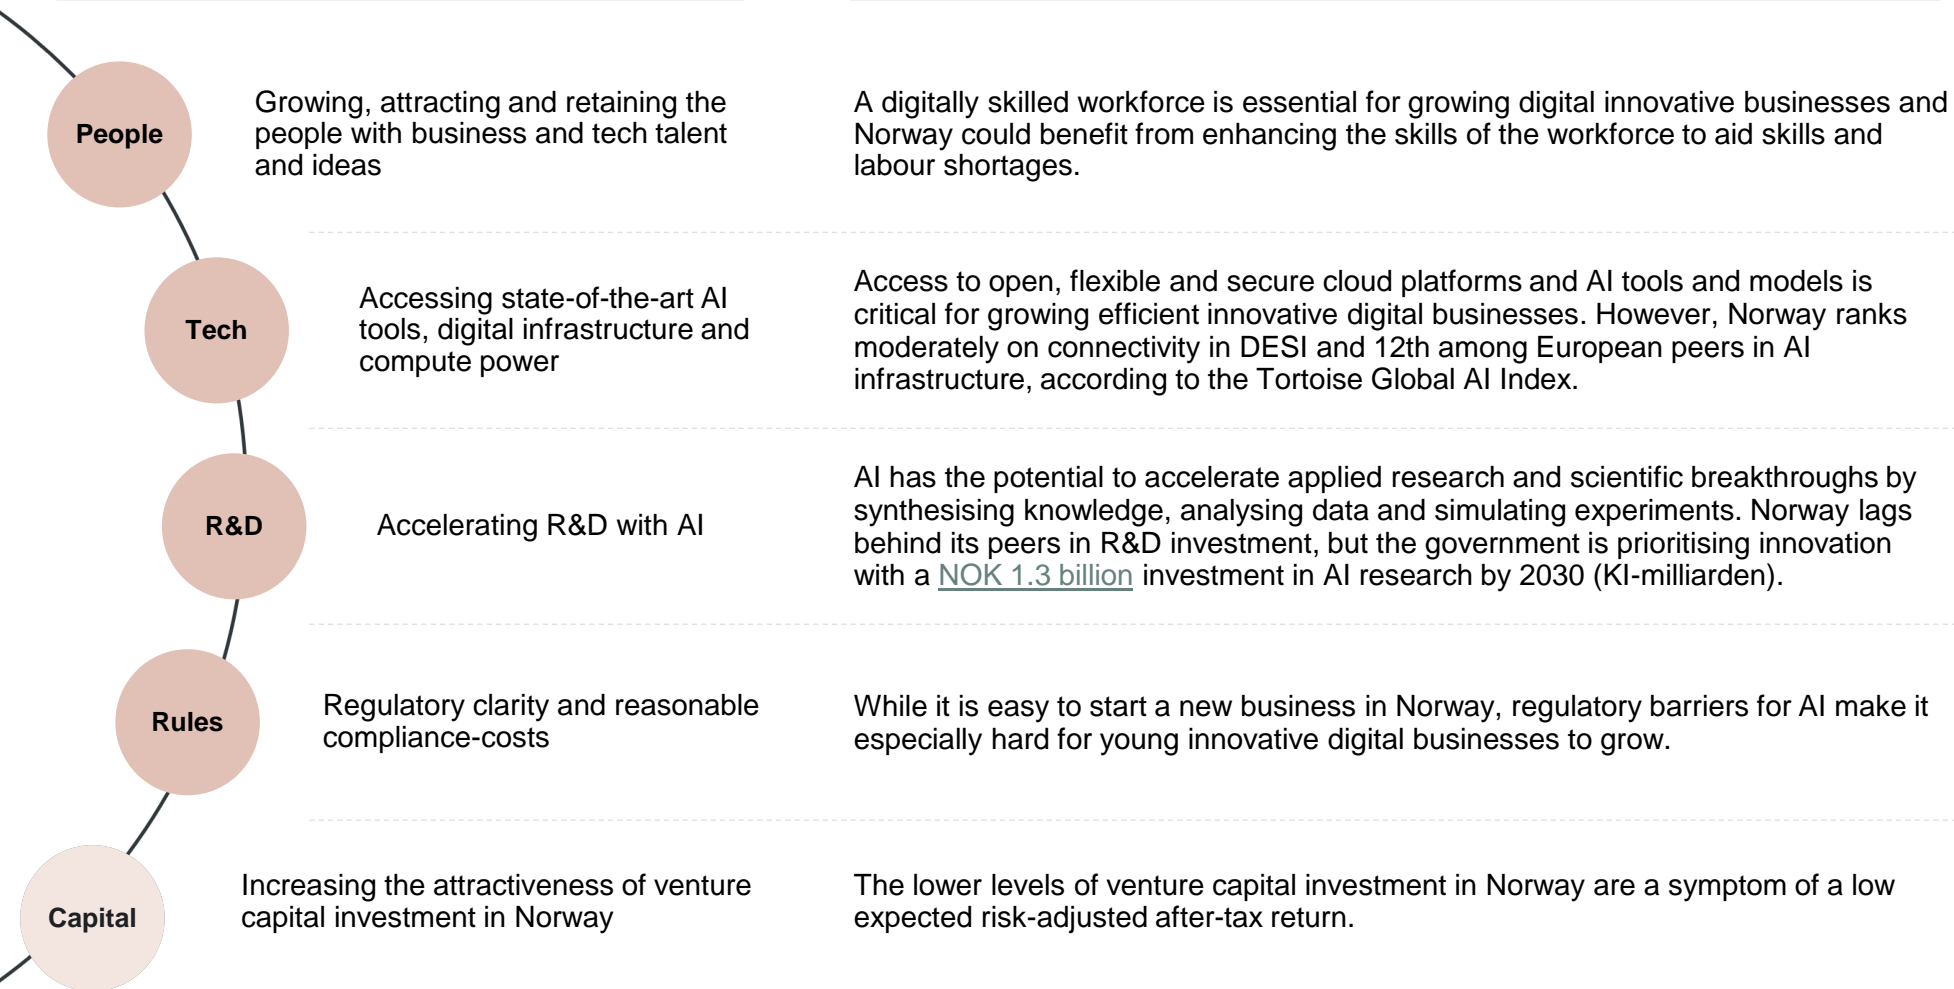 People
Growing, attracting and retaining the
people with business and tech talent
and ideas
A digitally skilled workforce is essential for growing digital innovative businesses and
Norway could benefit from enhancing the skills of the workforce to aid skills and
labour shortages.
Tech
Accessing state-of-the-art AI
tools, digital infrastructure and
compute power
Access to open, flexible and secure cloud platforms and AI tools and models is
critical for growing efficient innovative digital businesses. However, Norway ranks
moderately on connectivity in DESI and 12th among European peers in AI
infrastructure, according to the Tortoise Global AI Index.
R&D
Accelerating R&D with AI
AI has the potential to accelerate applied research and scientific breakthroughs by
synthesising knowledge, analysing data and simulating experiments. Norway lags
behind its peers in R&D investment, but the government is prioritising innovation
with a NOK 1.3 billion investment in AI research by 2030 (KI-milliarden).
Rules
Regulatory clarity and reasonable
compliance-costs
While it is easy to start a new business in Norway, regulatory barriers for AI make it
especially hard for young innovative digital businesses to grow.
Capital
Increasing the attractiveness of venture
capital investment in Norway
The lower levels of venture capital investment in Norway are a symptom of a low
expected risk-adjusted after-tax return.